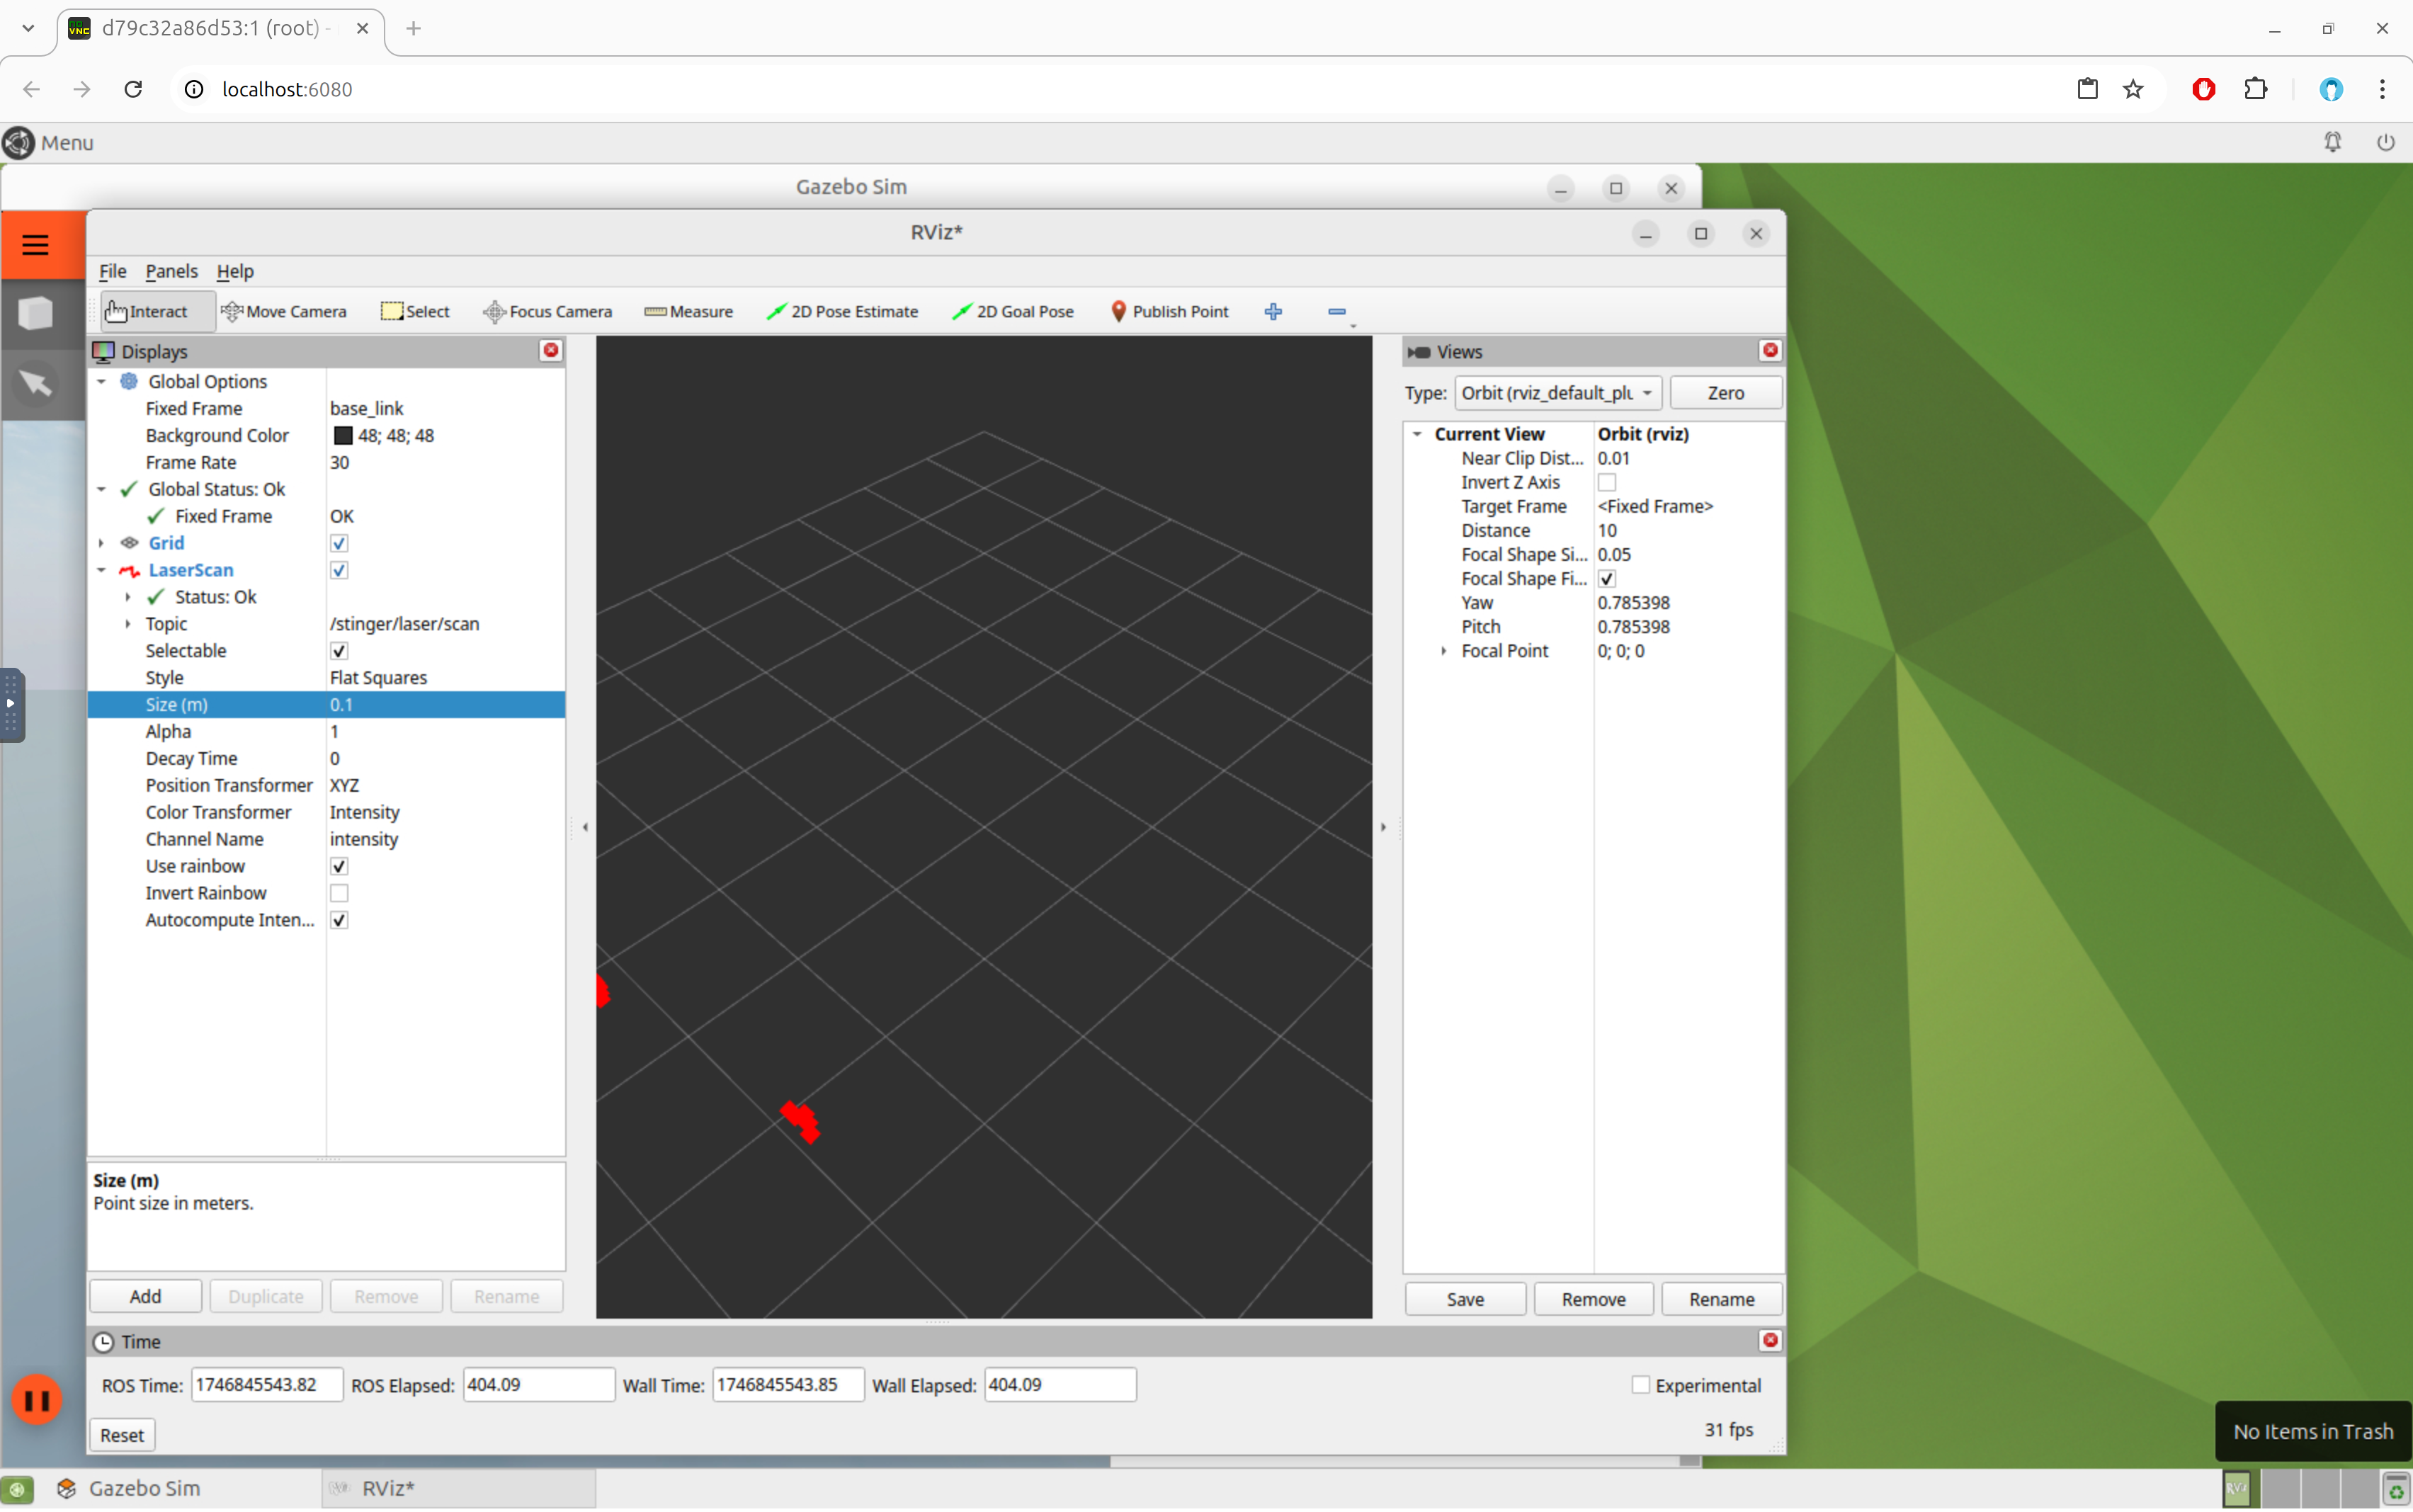 d79c32a86d53:1 (root) -
localhost:6080
Menu
Gazebo Sim
RViz*
File Panels Help
Interact Move Camera Select Focus Camera Measure 2D Pose Estimate 2D Goal Pose Publish Point
Displays
Global Options
Fixed Frame base_link
Background Color 48; 48; 48
Frame Rate 30
Global Status: Ok
Fixed Frame OK
Grid
LaserScan
Status: Ok
Topic /stinger/laser/scan
Selectable
Style Flat Squares
Size (m) 0.1
Alpha 1
Decay Time 0
Position Transformer XYZ
Color Transformer Intensity
Channel Name intensity
Use rainbow
Invert Rainbow
Autocompute Inten...
Size (m)
Point size in meters.
Add Duplicate Remove Rename
Views
Type: Orbit (rviz_default_plu Zero
Current View Orbit (rviz)
Near Clip Dist... 0.01
Invert Z Axis
Target Frame <Fixed Frame>
Distance 10
Focal Shape Si... 0.05
Focal Shape Fi...
Yaw 0.785398
Pitch 0.785398
Focal Point 0; 0; 0
Save Remove Rename
Time
ROS Time: 1746845543.82 ROS Elapsed: 404.09 Wall Time: 1746845543.85 Wall Elapsed: 404.09 Experimental
Reset 31 fps
No Items in Trash
Gazebo Sim RViz*